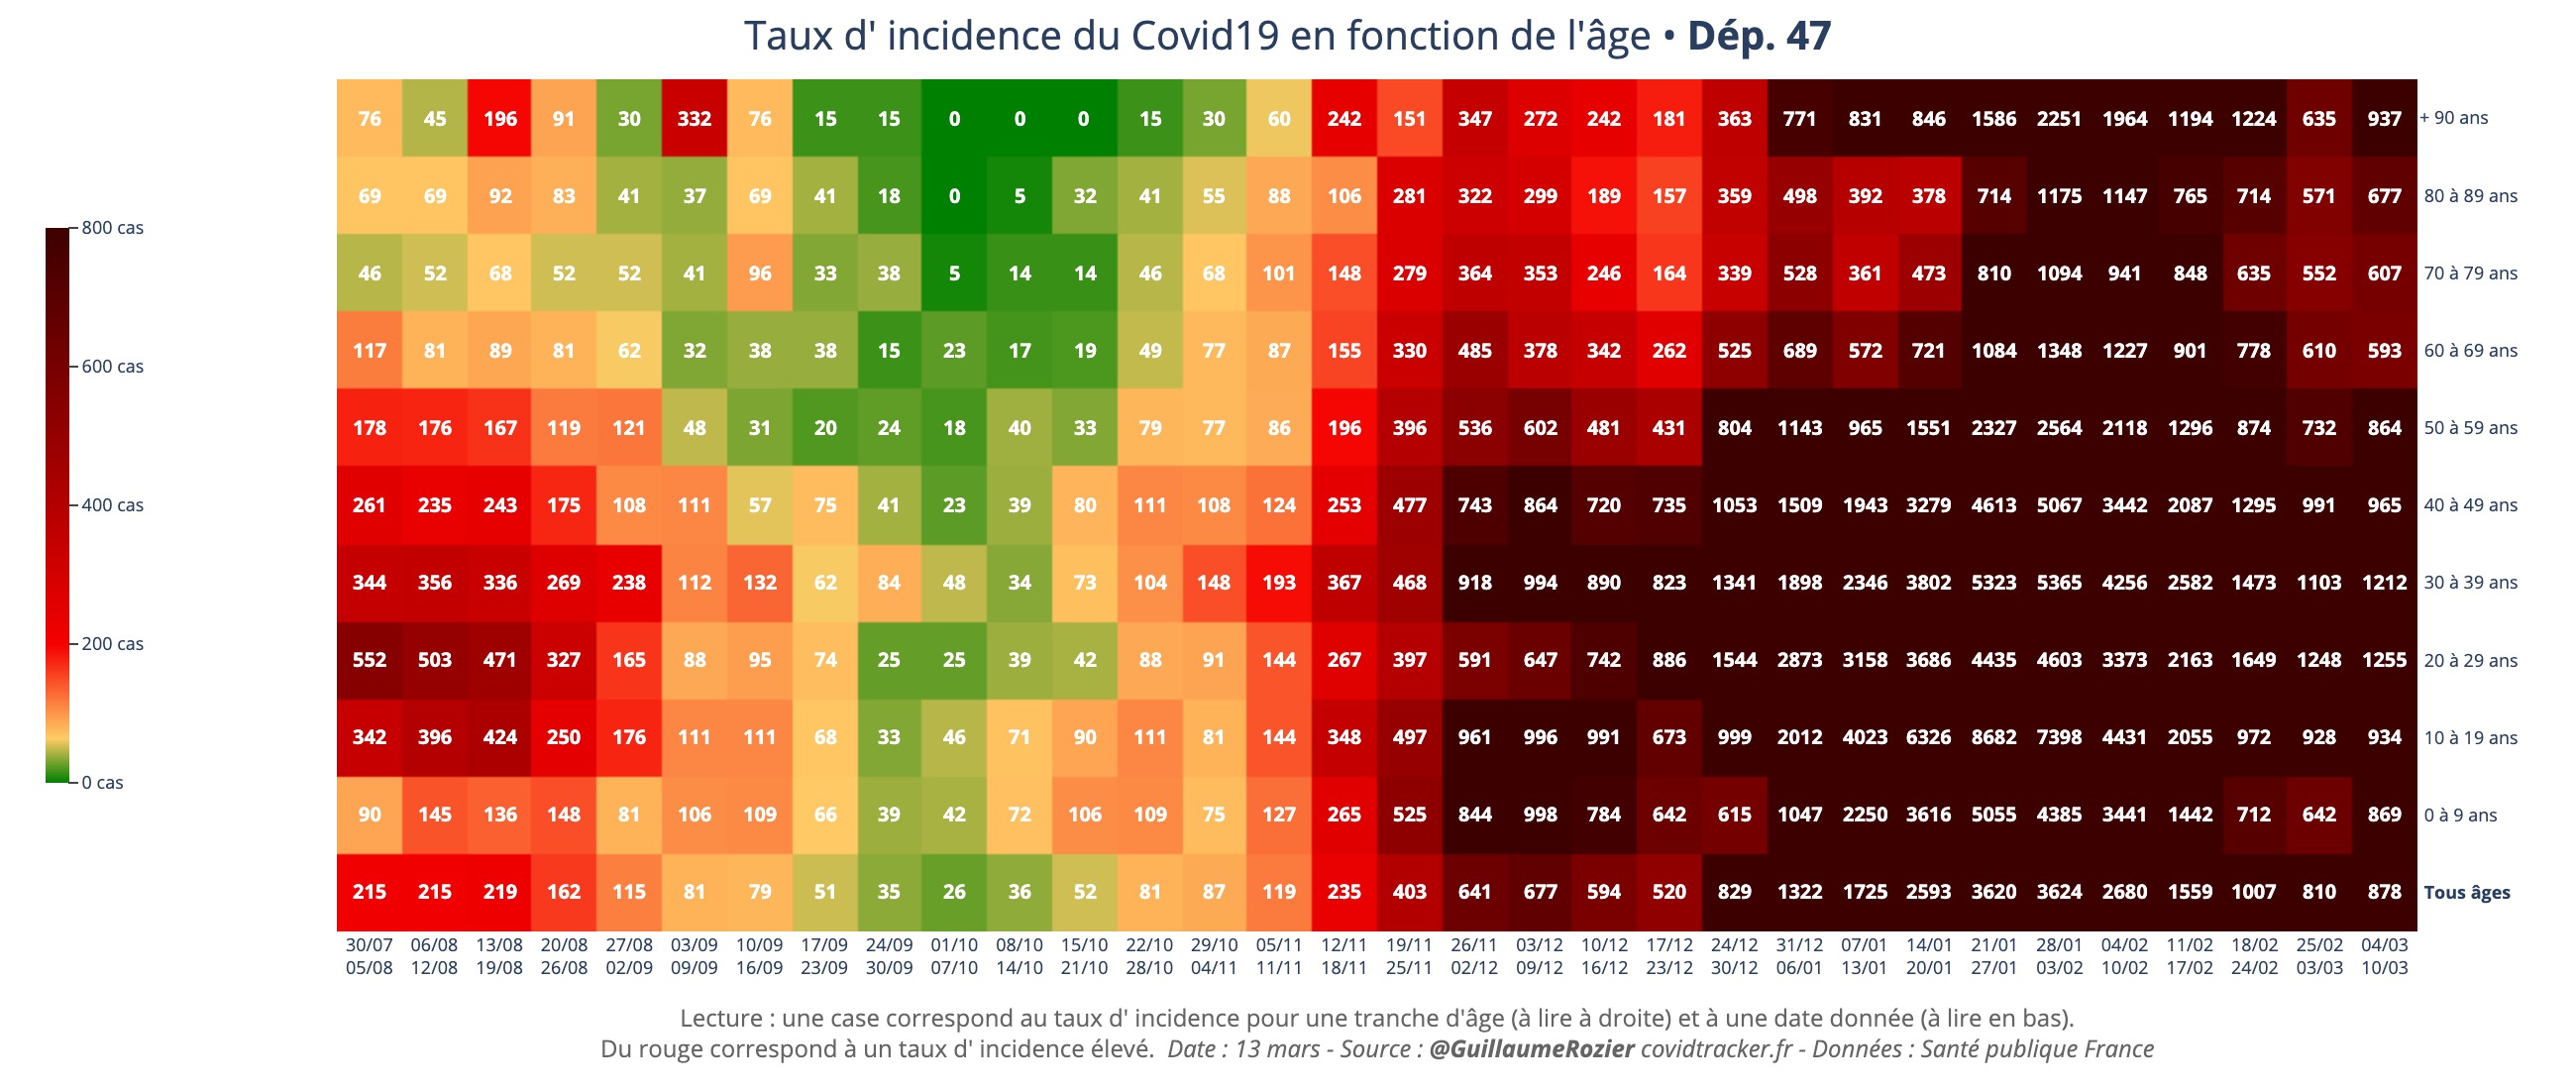 Taux d' incidence du Covid19 en fonction de l'âge • Dép. 47
800 cas
600 cas
400 cas
200 cas
0 cas
76 45 196 91 30 332 76 15 15 0 0 0 15 30 60 242 151 347 272 242 181 363 771 831 846 1586 2251 1964 1194 1224 635 937 + 90 ans
69 69 92 83 41 37 69 41 18 0 5 32 41 55 88 106 281 322 299 189 157 359 498 392 378 714 1175 1147 765 714 571 677 80 à 89 ans
46 52 68 52 52 41 96 33 38 5 14 14 46 68 101 148 279 364 353 246 164 339 528 361 473 810 1094 941 848 635 552 607 70 à 79 ans
117 81 89 81 62 32 38 38 15 23 17 19 49 77 87 155 330 485 378 342 262 525 689 572 721 1084 1348 1227 901 778 610 593 60 à 69 ans
178 176 167 119 121 48 31 20 24 18 40 33 79 77 86 196 396 536 602 481 431 804 1143 965 1551 2327 2564 2118 1296 874 732 864 50 à 59 ans
261 235 243 175 108 111 57 75 41 23 39 80 111 108 124 253 477 743 864 720 735 1053 1509 1943 3279 4613 5067 3442 2087 1295 991 965 40 à 49 ans
344 356 336 269 238 112 132 62 84 48 34 73 104 148 193 367 468 918 994 890 823 1341 1898 2346 3802 5323 5365 4256 2582 1473 1103 1212 30 à 39 ans
552 503 471 327 165 88 95 74 25 25 39 42 88 91 144 267 397 591 647 742 886 1544 2873 3158 3686 4435 4603 3373 2163 1649 1248 1255 20 à 29 ans
342 396 424 250 176 111 111 68 33 46 71 90 111 81 144 348 497 961 996 991 673 999 2012 4023 6326 8682 7398 4431 2055 972 928 934 10 à 19 ans
90 145 136 148 81 106 109 66 39 42 72 106 109 75 127 265 525 844 998 784 642 615 1047 2250 3616 5055 4385 3441 1442 712 642 869 0 à 9 ans
215 215 219 162 115 81 79 51 35 26 36 52 81 87 119 235 403 641 677 594 520 829 1322 1725 2593 3620 3624 2680 1559 1007 810 878 Tous âges
30/07 06/08 13/08 20/08 27/08 03/09 10/09 17/09 24/09 01/10 08/10 15/10 22/10 29/10 05/11 12/11 19/11 26/11 03/12 10/12 17/12 24/12 31/12 07/01 14/01 21/01 28/01 04/02 11/02 18/02 25/02 04/03
05/08 12/08 19/08 26/08 02/09 09/09 16/09 23/09 30/09 07/10 14/10 21/10 28/10 04/11 11/11 18/11 25/11 02/12 09/12 16/12 23/12 30/12 06/01 13/01 20/01 27/01 03/02 10/02 17/02 24/02 03/03 10/03
Lecture : une case correspond au taux d' incidence pour une tranche d'âge (à lire à droite) et à une date donnée (à lire en bas).
Du rouge correspond à un taux d' incidence élevé. Date : 13 mars - Source : @GuillaumeRozier covidtracker.fr - Données : Santé publique France